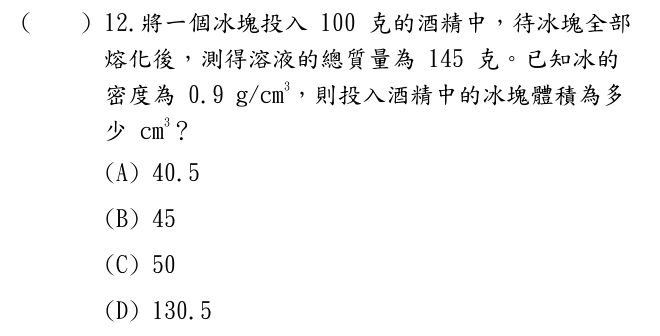 （　　）12.將一個冰塊投入 100 克的酒精中，待冰塊全部
熔化後，測得溶液的總質量為 145 克。已知冰的
密度為 0.9 g/cm³，則投入酒精中的冰塊體積為多
少 cm³？
(A) 40.5
(B) 45
(C) 50
(D) 130.5